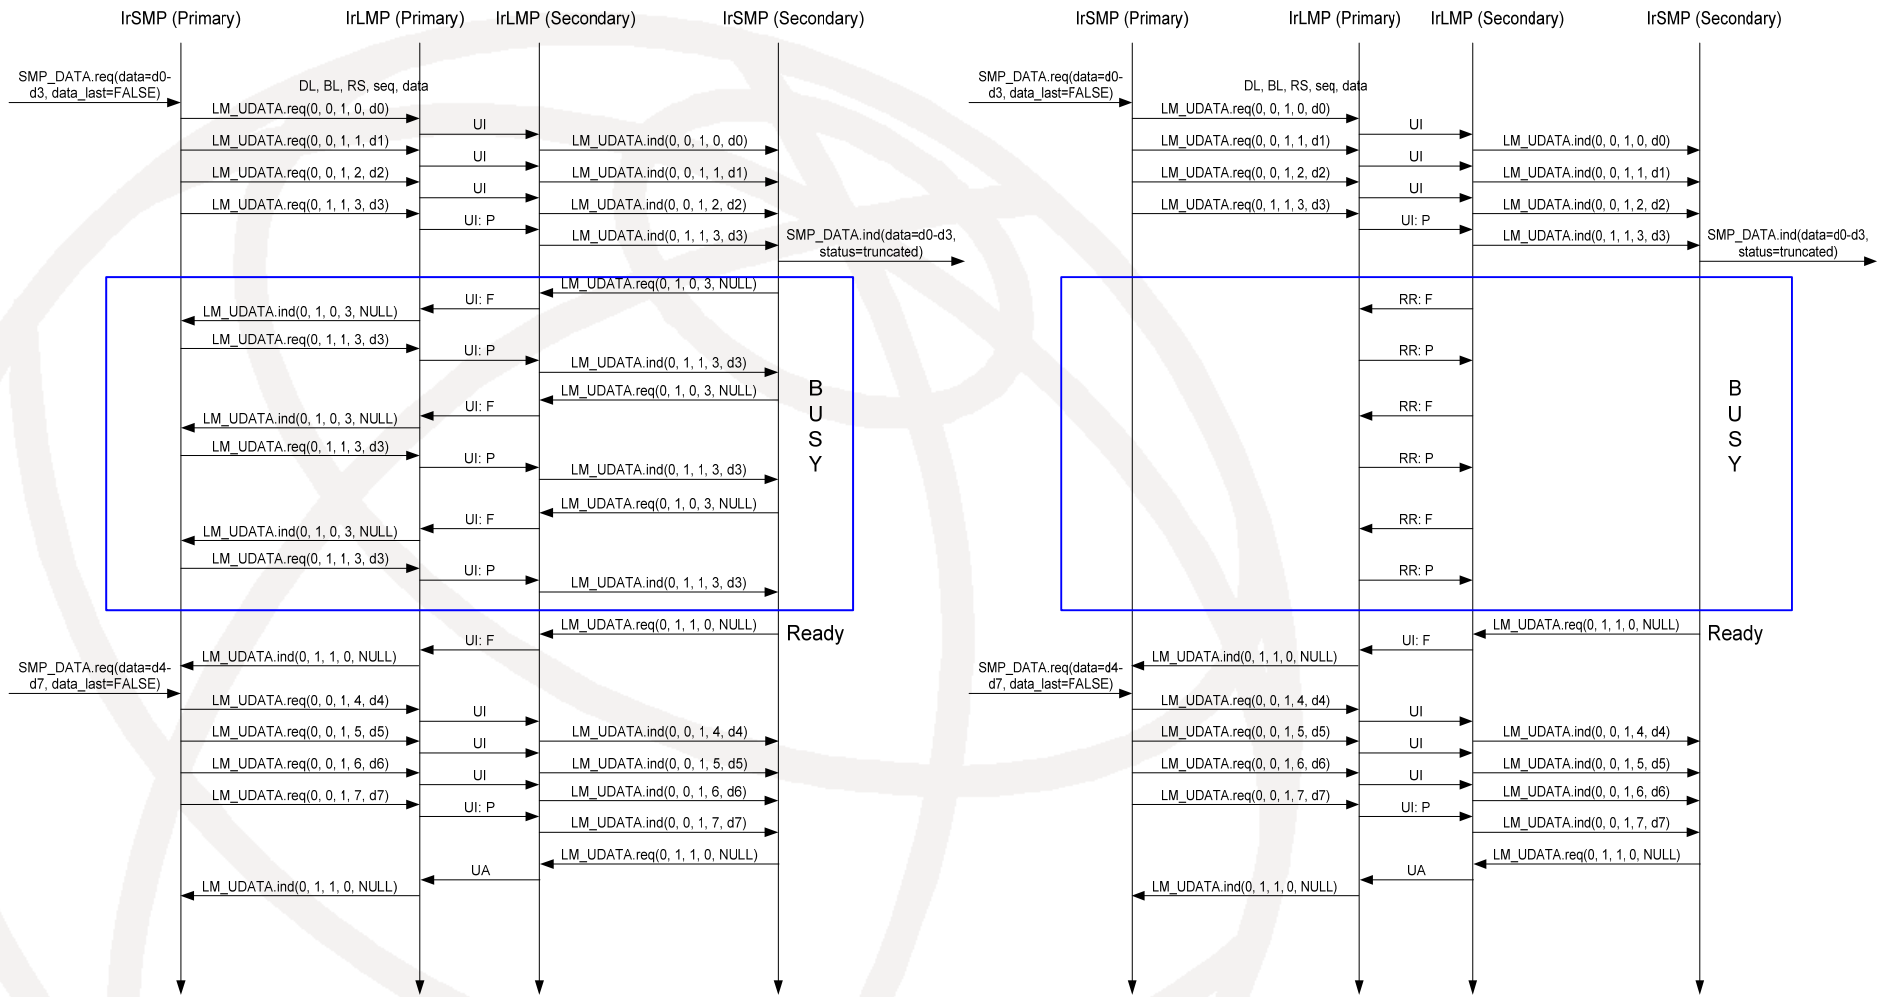 IrSMP (Primary)
IrLMP (Primary)
IrLMP (Secondary)
IrSMP (Secondary)
SMP_DATA.req(data=d0-
d3, data_last=FALSE)
DL, BL, RS, seq, data
LM_UDATA.req(0, 0, 1, 0, d0)
UI
LM_UDATA.req(0, 0, 1, 1, d1)
LM_UDATA.ind(0, 0, 1, 0, d0)
UI
LM_UDATA.req(0, 0, 1, 2, d2)
LM_UDATA.ind(0, 0, 1, 1, d1)
UI
LM_UDATA.req(0, 1, 1, 3, d3)
LM_UDATA.ind(0, 0, 1, 2, d2)
UI: P
LM_UDATA.ind(0, 1, 1, 3, d3)
SMP_DATA.ind(data=d0-d3,
status=truncated)
LM_UDATA.req(0, 1, 0, 3, NULL)
UI: F
LM_UDATA.ind(0, 1, 0, 3, NULL)
LM_UDATA.req(0, 1, 1, 3, d3)
UI: P
LM_UDATA.ind(0, 1, 1, 3, d3)
LM_UDATA.req(0, 1, 0, 3, NULL)
UI: F
LM_UDATA.ind(0, 1, 0, 3, NULL)
LM_UDATA.req(0, 1, 1, 3, d3)
UI: P
LM_UDATA.ind(0, 1, 1, 3, d3)
LM_UDATA.req(0, 1, 0, 3, NULL)
UI: F
LM_UDATA.ind(0, 1, 0, 3, NULL)
LM_UDATA.req(0, 1, 1, 3, d3)
UI: P
LM_UDATA.ind(0, 1, 1, 3, d3)
B
U
S
Y
LM_UDATA.req(0, 1, 1, 0, NULL)
Ready
UI: F
LM_UDATA.ind(0, 1, 1, 0, NULL)
SMP_DATA.req(data=d4-
d7, data_last=FALSE)
LM_UDATA.req(0, 0, 1, 4, d4)
UI
LM_UDATA.req(0, 0, 1, 5, d5)
LM_UDATA.ind(0, 0, 1, 4, d4)
UI
LM_UDATA.req(0, 0, 1, 6, d6)
LM_UDATA.ind(0, 0, 1, 5, d5)
UI
LM_UDATA.req(0, 0, 1, 7, d7)
LM_UDATA.ind(0, 0, 1, 6, d6)
UI: P
LM_UDATA.ind(0, 0, 1, 7, d7)
LM_UDATA.req(0, 1, 1, 0, NULL)
UA
LM_UDATA.ind(0, 1, 1, 0, NULL)
IrSMP (Primary)
IrLMP (Primary)
IrLMP (Secondary)
IrSMP (Secondary)
SMP_DATA.req(data=d0-
d3, data_last=FALSE)
DL, BL, RS, seq, data
LM_UDATA.req(0, 0, 1, 0, d0)
UI
LM_UDATA.req(0, 0, 1, 1, d1)
LM_UDATA.ind(0, 0, 1, 0, d0)
UI
LM_UDATA.req(0, 0, 1, 2, d2)
LM_UDATA.ind(0, 0, 1, 1, d1)
UI
LM_UDATA.req(0, 1, 1, 3, d3)
LM_UDATA.ind(0, 0, 1, 2, d2)
UI: P
LM_UDATA.ind(0, 1, 1, 3, d3)
SMP_DATA.ind(data=d0-d3,
status=truncated)
RR: F
RR: P
RR: F
RR: P
RR: F
RR: P
B
U
S
Y
LM_UDATA.req(0, 1, 1, 0, NULL)
Ready
UI: F
LM_UDATA.ind(0, 1, 1, 0, NULL)
SMP_DATA.req(data=d4-
d7, data_last=FALSE)
LM_UDATA.req(0, 0, 1, 4, d4)
UI
LM_UDATA.req(0, 0, 1, 5, d5)
LM_UDATA.ind(0, 0, 1, 4, d4)
UI
LM_UDATA.req(0, 0, 1, 6, d6)
LM_UDATA.ind(0, 0, 1, 5, d5)
UI
LM_UDATA.req(0, 0, 1, 7, d7)
LM_UDATA.ind(0, 0, 1, 6, d6)
UI: P
LM_UDATA.ind(0, 0, 1, 7, d7)
LM_UDATA.req(0, 1, 1, 0, NULL)
UA
LM_UDATA.ind(0, 1, 1, 0, NULL)